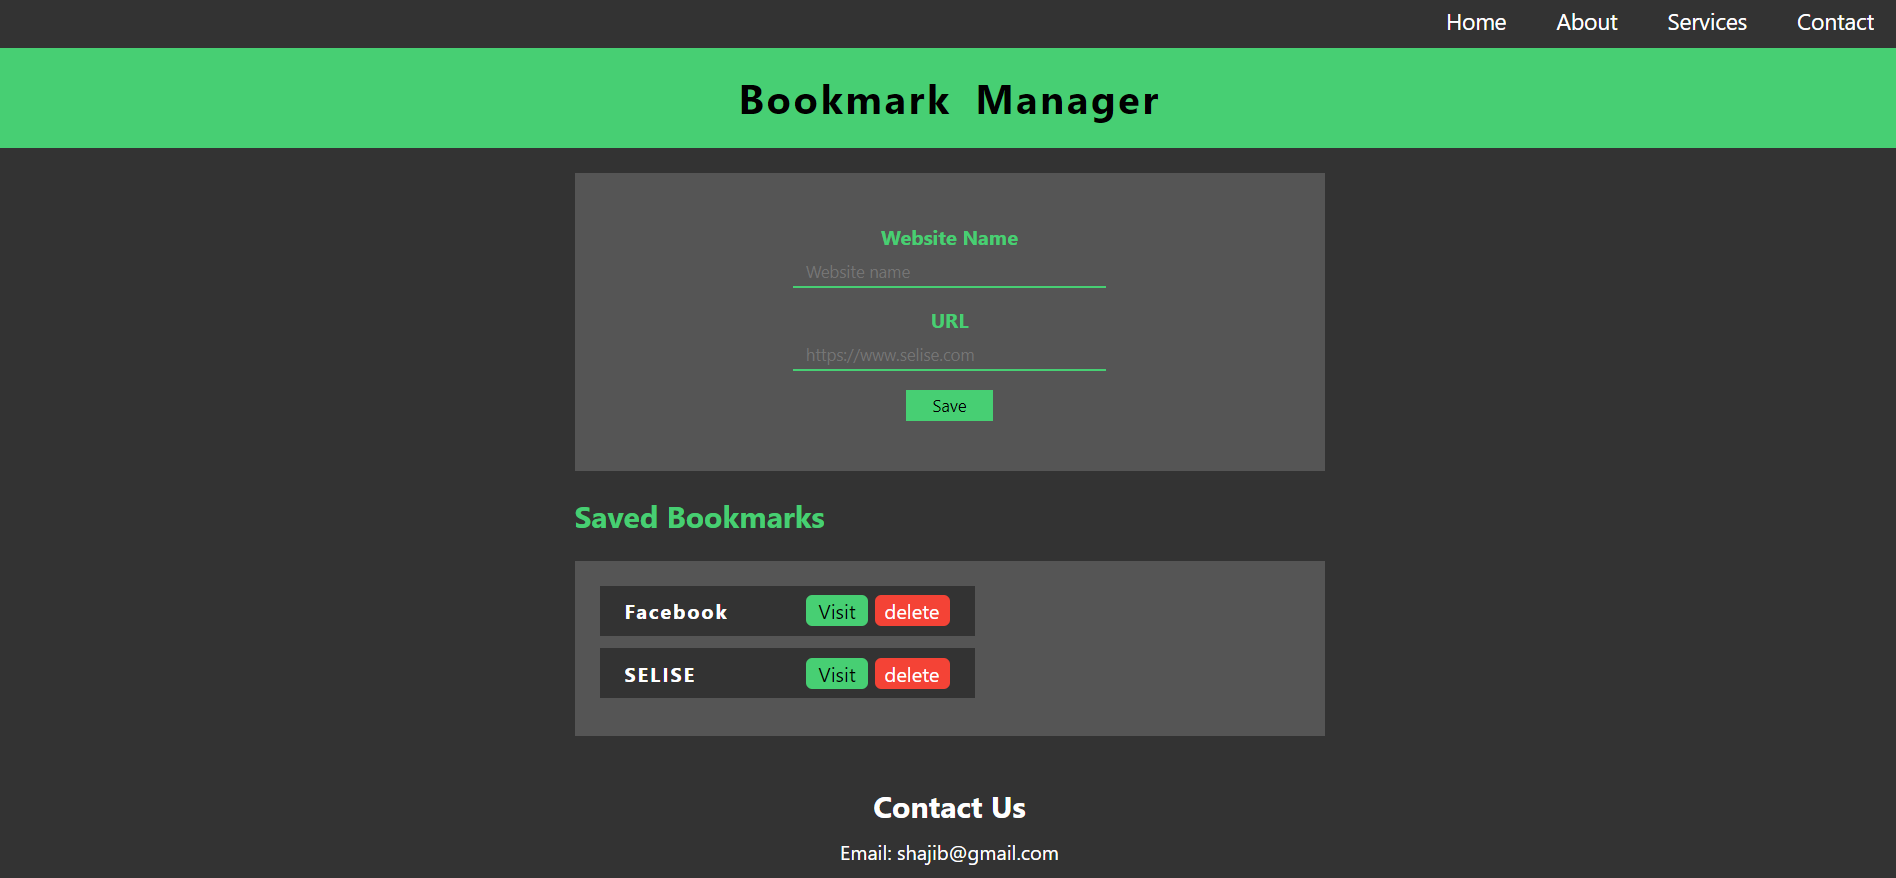 Home About Services Contact
Bookmark Manager
Website Name
Website name
URL
https://www.selise.com
Save
Saved Bookmarks
Facebook Visit delete
SELISE Visit delete
Contact Us
Email: shajib@gmail.com